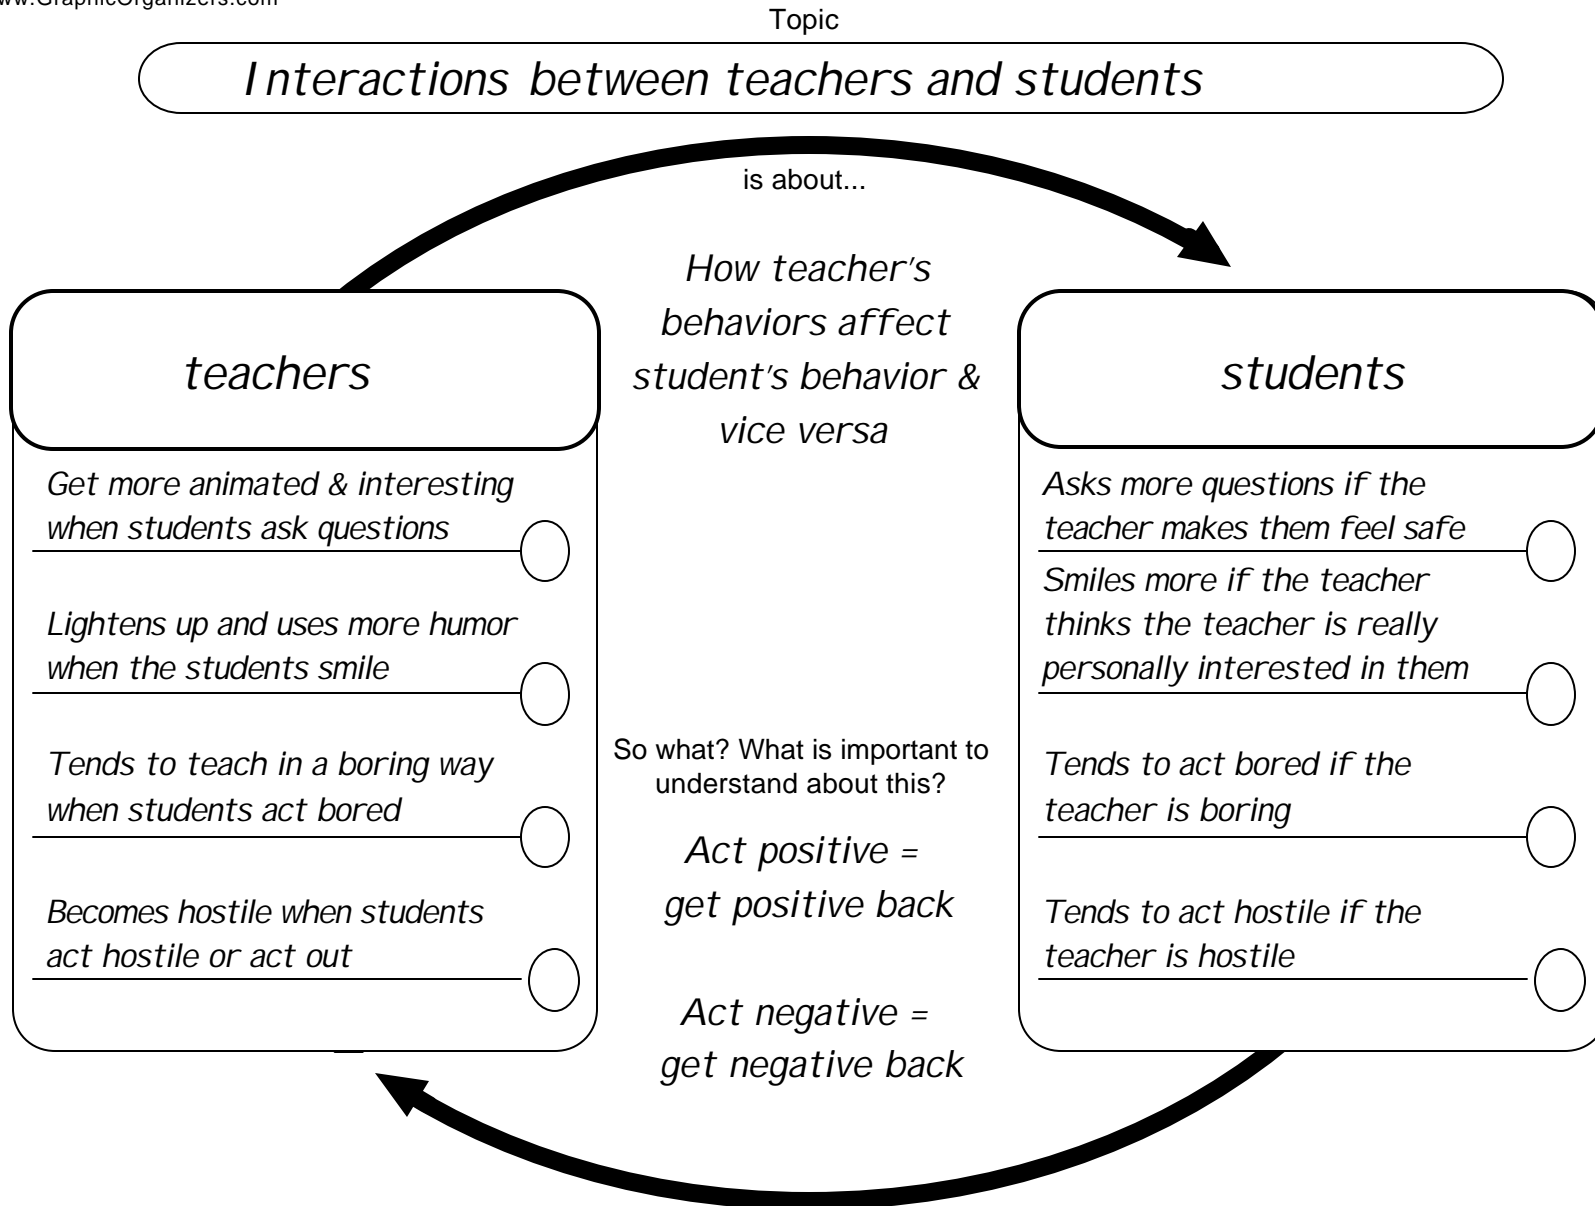 ww.GraphicOrganizers.com
Topic
Interactions between teachers and students
is about...
How teacher's
behaviors affect
student's behavior &
vice versa
teachers
Get more animated & interesting
when students ask questions
Lightens up and uses more humor
when the students smile
Tends to teach in a boring way
when students act bored
Becomes hostile when students
act hostile or act out
So what? What is important to
understand about this?
Act positive =
get positive back
Act negative =
get negative back
students
Asks more questions if the
teacher makes them feel safe
Smiles more if the teacher
thinks the teacher is really
personally interested in them
Tends to act bored if the
teacher is boring
Tends to act hostile if the
teacher is hostile